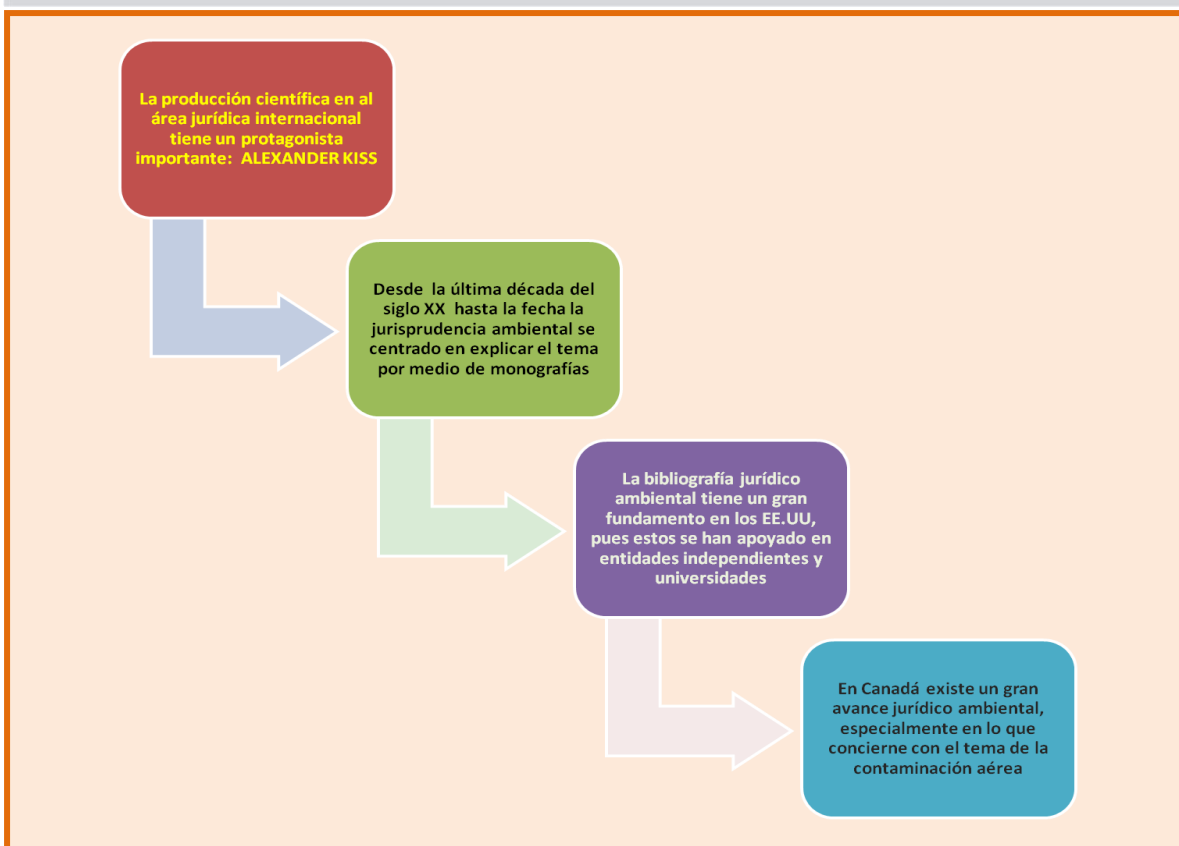 La producción científica en al
área jurídica internacional
tiene un protagonista
importante: ALEXANDER KISS
Desde la última década del
siglo XX hasta la fecha la
jurisprudencia ambiental se
centrado en explicar el tema
por medio de monografías
La bibliografía jurídico
ambiental tiene un gran
fundamento en los EE.UU,
pues estos se han apoyado en
entidades independientes y
universidades
En Canadá existe un gran
avance jurídico ambiental,
especialmente en lo que
concierne con el tema de la
contaminación aérea